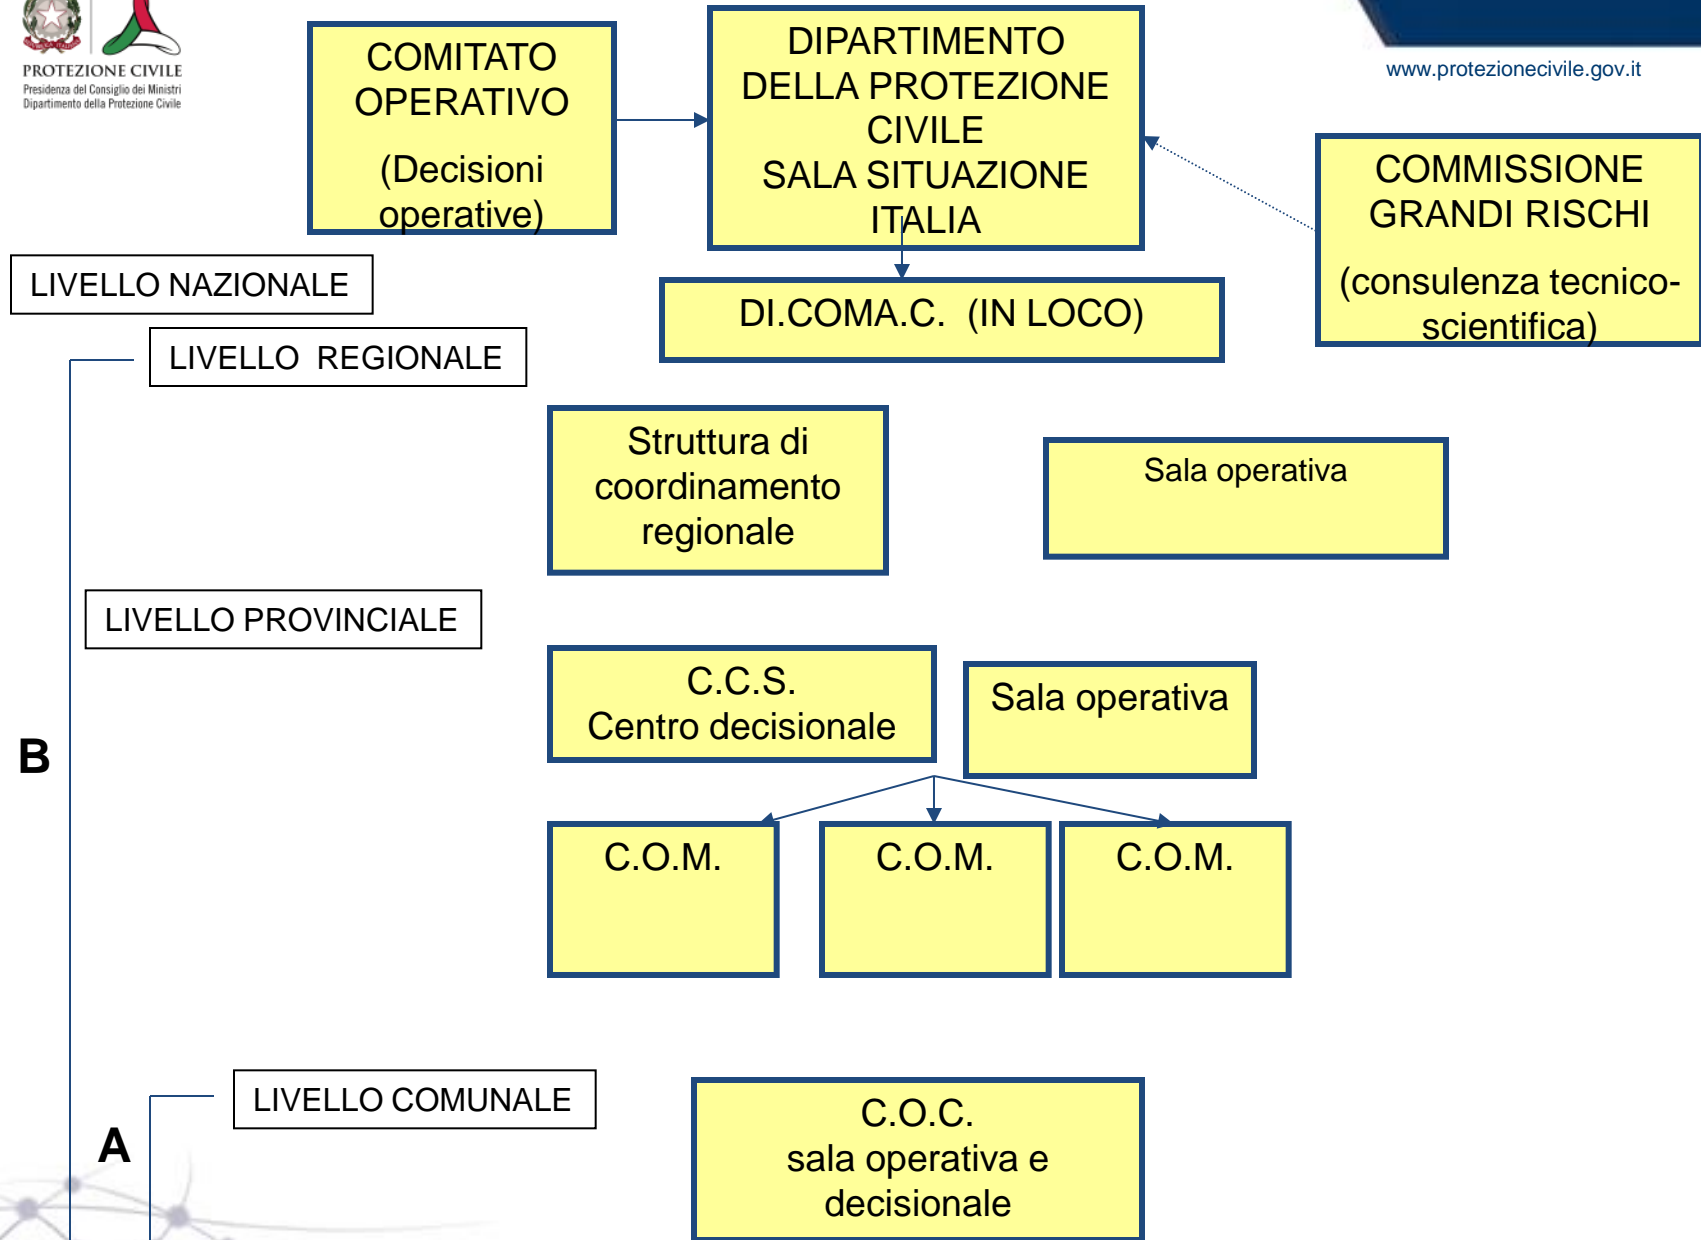 PROTEZIONE CIVILE
Presidenza del Consiglio dei Ministri
Dipartimento della Protezione Civile
COMITATO
OPERATIVO
(Decisioni
operative)
DIPARTIMENTO
DELLA PROTEZIONE
CIVILE
SALA SITUAZIONE
ITALIA
www.protezionecivile.gov.it
COMMISSIONE
GRANDI RISCHI
(consulenza tecnico-
scientifica)
LIVELLO NAZIONALE
DI.COMA.C. (IN LOCO)
LIVELLO REGIONALE
Struttura di
coordinamento
regionale
Sala operativa
LIVELLO PROVINCIALE
C.C.S.
Centro decisionale
Sala operativa
B
C.O.M.
C.O.M.
C.O.M.
LIVELLO COMUNALE
A
C.O.C.
sala operativa e
decisionale